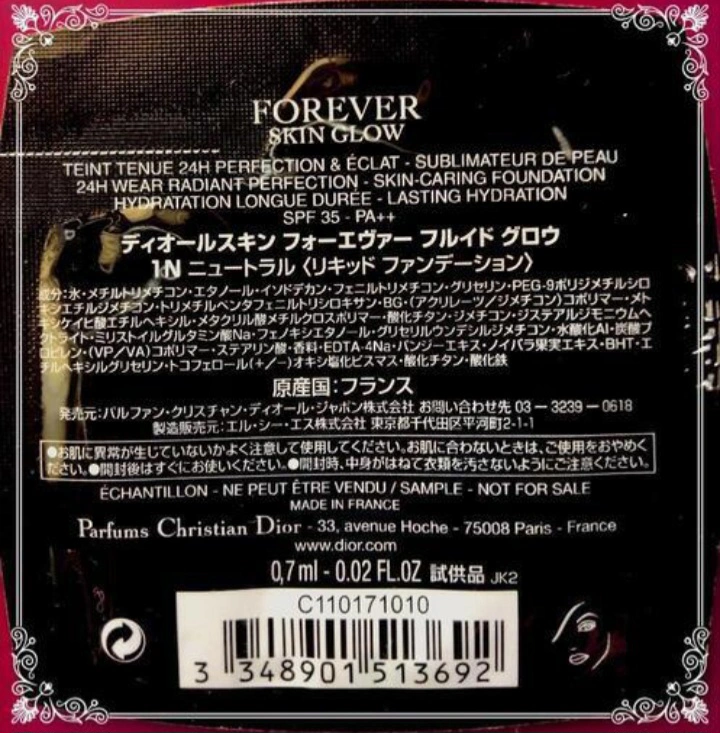 FOREVER
SKIN GLOW
TEINT TENUE 24H PERFECTION & ÉCLAT - SUBLIMATEUR DE PEAU
24H WEAR RADIANT PERFECTION - SKIN-CARING FOUNDATION
HYDRATATION LONGUE DURÉE - LASTING HYDRATION
SPF 35 - PA++
ディオールスキン フォーエヴァー フルイド グロウ
1N ニュートラル〈リキッド ファンデーション〉
成分:水・メチルトリメチコン・エタノール・イソドデカン・フェニルトリメチコン・グリセリン・PEG-9ポリジメチルシロ
キシエチルジメチコン・トリメチルペンタフェニルトリシロキサン・BG・(アクリレーツ/ジメチコン)コポリマー・メト
キシケイヒ酸エチルヘキシル・メタクリル酸メチルクロスポリマー・酸化チタン・ジメチコン・ジステアルジモニウムヘ
クトライト・ミリストイルグルタミン酸Na・フェノキシエタノール・グリセリルウンデシルジメチコン・水酸化Al・炭酸プ
ロピレン・(VP/VA)コポリマー・ステアリン酸・香料・EDTA-4Na・パンジーエキス・ノイバラ果実エキス・BHT・エ
チルヘキシルグリセリン・トコフェロール(+/-)オキシ塩化ビスマス・酸化チタン・酸化鉄
原産国:フランス
発売元:パルファン・クリスチャン・ディオール・ジャポン株式会社 お問い合わせ先 03 ー 3239 ー 0618
製造販売元:エル・シー・エス株式会社 東京都千代田区平河町2-1-1
●お肌に異常が生じていないかよく注意して使用してください。お肌に合わないときは、ご使用をおやめく
ださい。●開封後はすぐにお使いください。●開封時、中身がはねて衣類を汚さないようにご注意ください。
ÉCHANTILLON - NE PEUT ÊTRE VENDU / SAMPLE - NOT FOR SALE
MADE IN FRANCE
Parfums Christian Dior - 33, avenue Hoche - 75008 Paris - France
www.dior.com
0,7 ml - 0.02 FL.OZ 試供品 JK2
C110171010
3 348901 513692